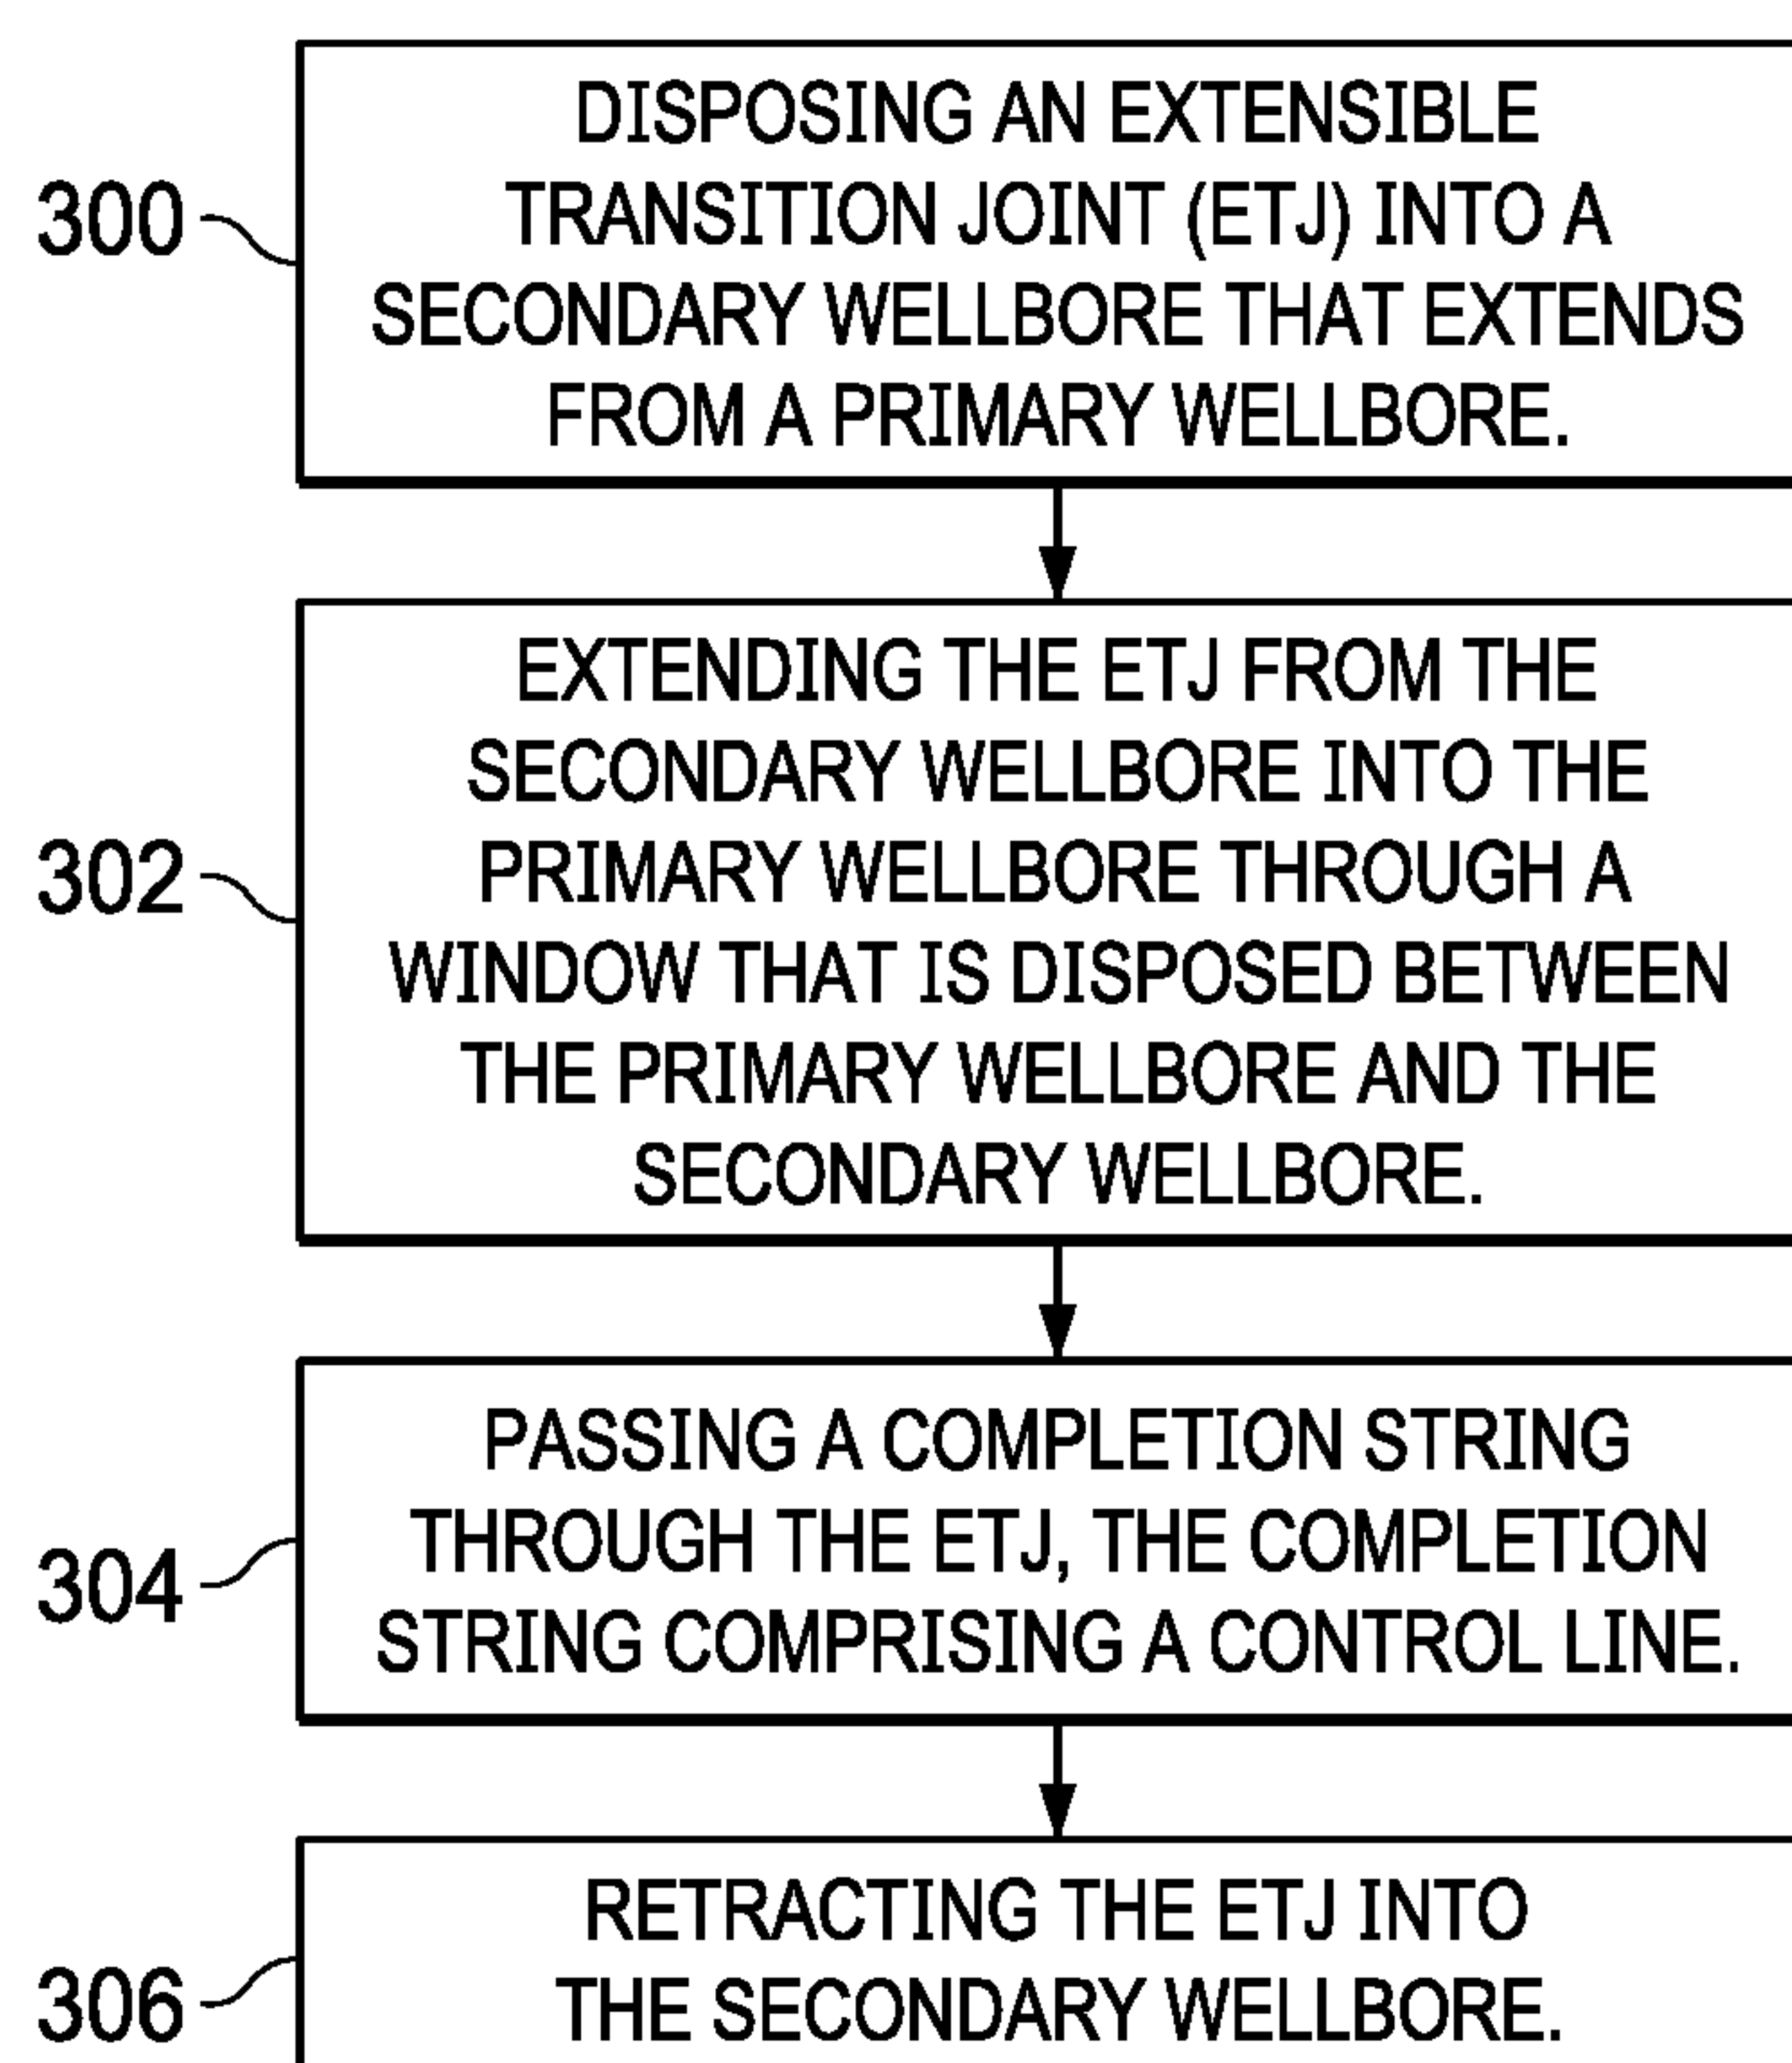 300
DISPOSING AN EXTENSIBLE
TRANSITION JOINT (ETJ) INTO A
SECONDARY WELLBORE THAT EXTENDS
FROM A PRIMARY WELLBORE.
302
EXTENDING THE ETJ FROM THE
SECONDARY WELLBORE INTO THE
PRIMARY WELLBORE THROUGH A
WINDOW THAT IS DISPOSED BETWEEN
THE PRIMARY WELLBORE AND THE
SECONDARY WELLBORE.
304
PASSING A COMPLETION STRING
THROUGH THE ETJ, THE COMPLETION
STRING COMPRISING A CONTROL LINE.
306
RETRACTING THE ETJ INTO
THE SECONDARY WELLBORE.